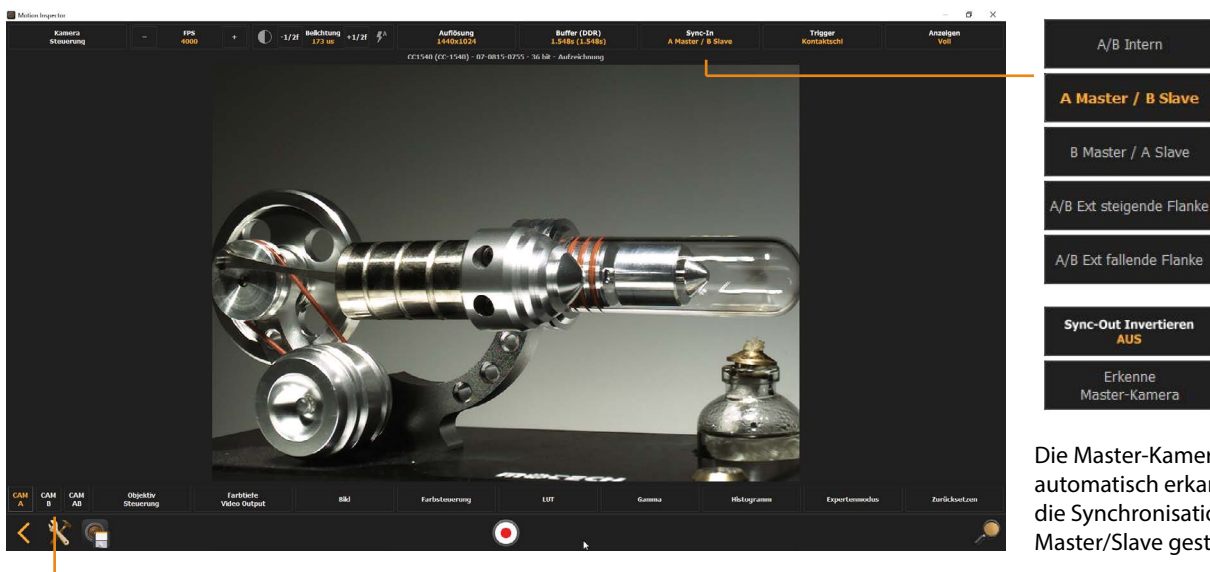 Motion Inspector
Kamera Steuerung
−
FPS 4000
+
-1/2f
Belichtung 173 us
+1/2f
Auflösung 1440x1024
Buffer (DDR) 1.548s (1.548s)
Sync-In A Master / B Slave
Trigger Kontaktschl
Anzeigen Voll
CC1540 (CC-1540) - 07-0815-0755 - 36 bit - Aufzeichnung
A/B Intern
A Master / B Slave
B Master / A Slave
A/B Ext steigende Flanke
A/B Ext fallende Flanke
Sync-Out Invertieren
AUS
Erkenne
Master-Kamera
Die Master-Kamer
automatisch erkan
die Synchronisatio
Master/Slave gest
CAM A
CAM B
CAM AB
Objektiv Steuerung
Farbtiefe Video Output
Bild
Farbsteuerung
LUT
Gamma
Histogramm
Expertenmodus
Zurücksetzen